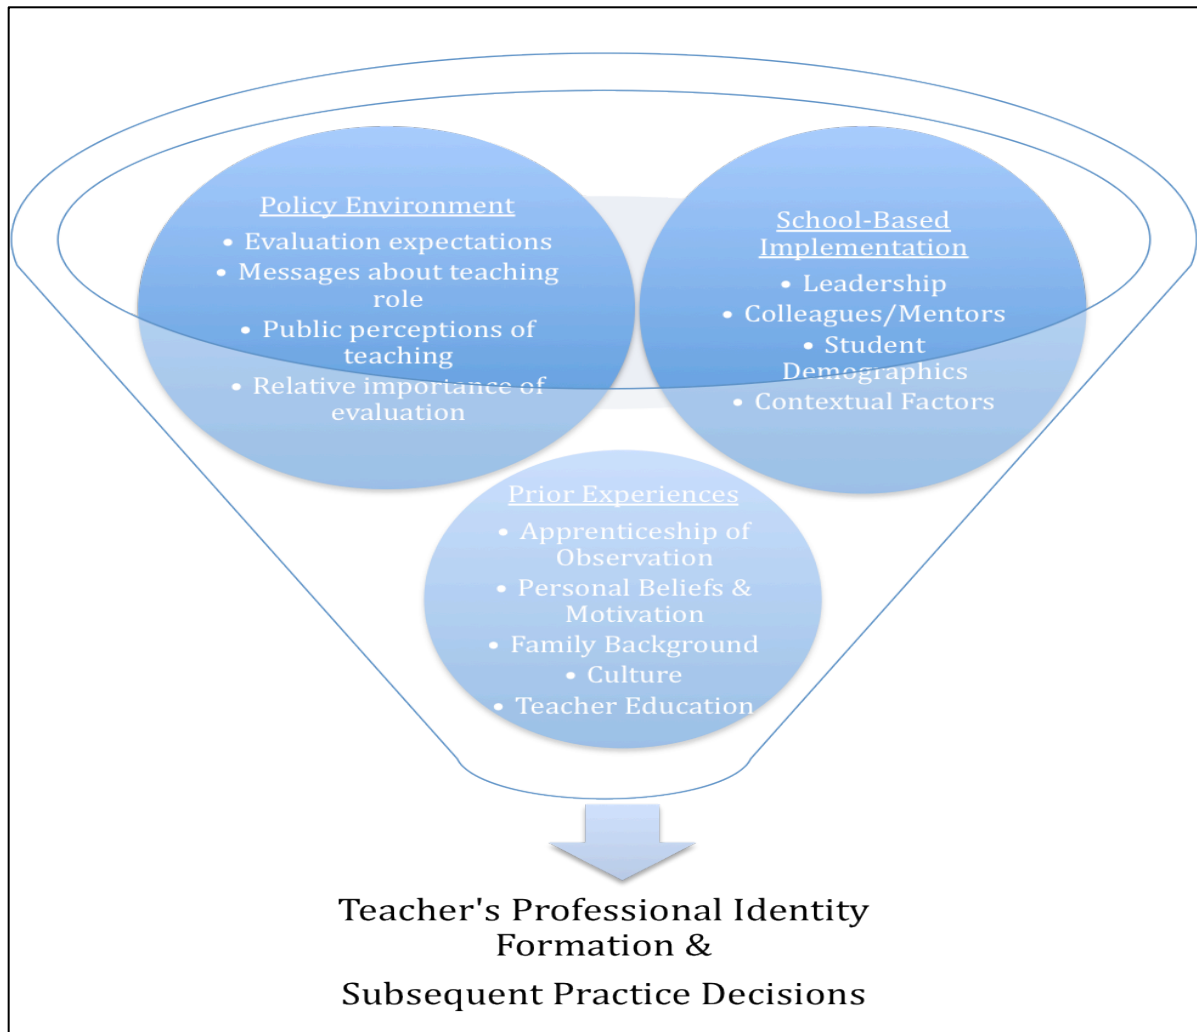 Policy Environment
• Evaluation expectations
• Messages about teaching
role
• Public perceptions of
teaching
• Relative importance of
evaluation
School-Based
Implementation
• Leadership
• Colleagues/Mentors
• Student
Demographics
• Contextual Factors
Prior Experiences
• Apprenticeship of
Observation
• Personal Beliefs &
Motivation
• Family Background
• Culture
• Teacher Education
Teacher's Professional Identity
Formation &
Subsequent Practice Decisions